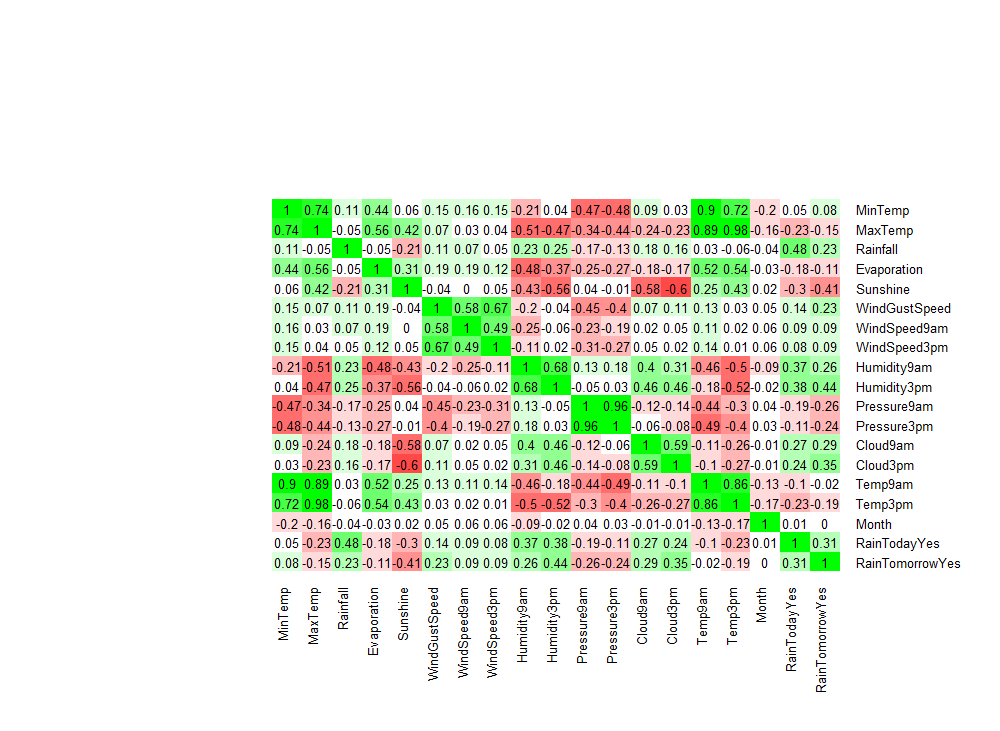 1 0.74 0.11 0.44 0.06 0.15 0.16 0.15 -0.21 0.04 -0.47 -0.48 0.09 0.03 0.9 0.72 -0.2 0.05 0.08 MinTemp
0.74 1 -0.05 0.56 0.42 0.07 0.03 0.04 -0.51 -0.47 -0.34 -0.44 -0.24 -0.23 0.89 0.98 -0.16 -0.23 -0.15 MaxTemp
0.11 -0.05 1 -0.05 -0.21 0.11 0.07 0.05 0.23 0.25 -0.17 -0.13 0.18 0.16 0.03 -0.06 -0.04 0.48 0.23 Rainfall
0.44 0.56 -0.05 1 0.31 0.19 0.19 0.12 -0.48 -0.37 -0.25 -0.27 -0.18 -0.17 0.52 0.54 -0.03 -0.18 -0.11 Evaporation
0.06 0.42 -0.21 0.31 1 -0.04 0 0.05 -0.43 -0.56 0.04 -0.01 -0.58 -0.6 0.25 0.43 0.02 -0.3 -0.41 Sunshine
0.15 0.07 0.11 0.19 -0.04 1 0.58 0.67 -0.2 -0.04 -0.45 -0.4 0.07 0.11 0.13 0.03 0.05 0.14 0.23 WindGustSpeed
0.16 0.03 0.07 0.19 0 0.58 1 0.49 -0.25 -0.06 -0.23 -0.19 0.02 0.05 0.11 0.02 0.06 0.09 0.09 WindSpeed9am
0.15 0.04 0.05 0.12 0.05 0.67 0.49 1 -0.11 0.02 -0.31 -0.27 0.05 0.02 0.14 0.01 0.06 0.08 0.09 WindSpeed3pm
-0.21 -0.51 0.23 -0.48 -0.43 -0.2 -0.25 -0.11 1 0.68 0.13 0.18 0.4 0.31 -0.46 -0.5 -0.09 0.37 0.26 Humidity9am
0.04 -0.47 0.25 -0.37 -0.56 -0.04 -0.06 0.02 0.68 1 -0.05 0.03 0.46 0.46 -0.18 -0.52 -0.02 0.38 0.44 Humidity3pm
-0.47 -0.34 -0.17 -0.25 0.04 -0.45 -0.23 -0.31 0.13 -0.05 1 0.96 -0.12 -0.14 -0.44 -0.3 0.04 -0.19 -0.26 Pressure9am
-0.48 -0.44 -0.13 -0.27 -0.01 -0.4 -0.19 -0.27 0.18 0.03 0.96 1 -0.06 -0.08 -0.49 -0.4 0.03 -0.11 -0.24 Pressure3pm
0.09 -0.24 0.18 -0.18 -0.58 0.07 0.02 0.05 0.4 0.46 -0.12 -0.06 1 0.59 -0.11 -0.26 -0.01 0.27 0.29 Cloud9am
0.03 -0.23 0.16 -0.17 -0.6 0.11 0.05 0.02 0.31 0.46 -0.14 -0.08 0.59 1 -0.1 -0.27 -0.01 0.24 0.35 Cloud3pm
0.9 0.89 0.03 0.52 0.25 0.13 0.11 0.14 -0.46 -0.18 -0.44 -0.49 -0.11 -0.1 1 0.86 -0.13 -0.1 -0.02 Temp9am
0.72 0.98 -0.06 0.54 0.43 0.03 0.02 0.01 -0.5 -0.52 -0.3 -0.4 -0.26 -0.27 0.86 1 -0.17 -0.23 -0.19 Temp3pm
-0.2 -0.16 -0.04 -0.03 0.02 0.05 0.06 0.06 -0.09 -0.02 0.04 0.03 -0.01 -0.01 -0.13 -0.17 1 0.01 0 Month
0.05 -0.23 0.48 -0.18 -0.3 0.14 0.09 0.08 0.37 0.38 -0.19 -0.11 0.27 0.24 -0.1 -0.23 0.01 1 0.31 RainTodayYes
0.08 -0.15 0.23 -0.11 -0.41 0.23 0.09 0.09 0.26 0.44 -0.26 -0.24 0.29 0.35 -0.02 -0.19 0 0.31 1 RainTomorrowYes
MinTemp
MaxTemp
Rainfall
Evaporation
Sunshine
WindGustSpeed
WindSpeed9am
WindSpeed3pm
Humidity9am
Humidity3pm
Pressure9am
Pressure3pm
Cloud9am
Cloud3pm
Temp9am
Temp3pm
Month
RainTodayYes
RainTomorrowYes